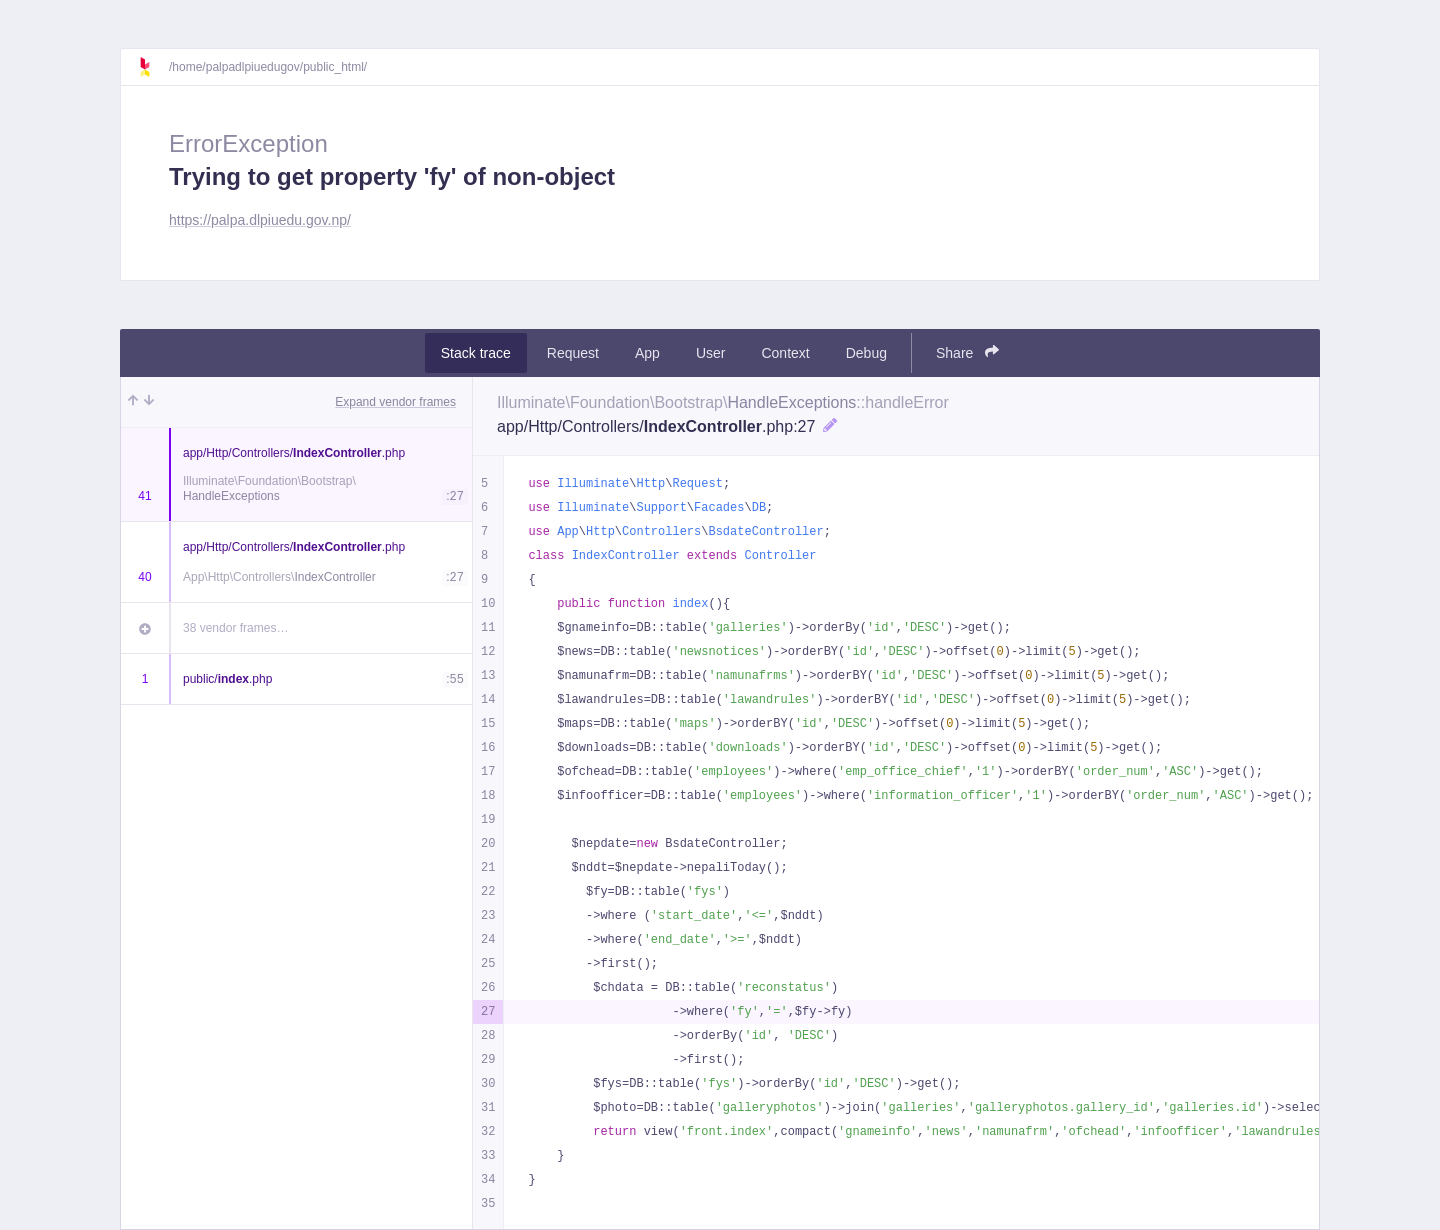 /home/palpadlpiuedugov/public_html/
ErrorException
Trying to get property 'fy' of non-object
https://palpa.dlpiuedu.gov.np/
Stack trace Request App User Context Debug Share
Expand vendor frames
app/Http/Controllers/IndexController.php
Illuminate\Foundation\Bootstrap\
41 HandleExceptions :27
app/Http/Controllers/IndexController.php
40 App\Http\Controllers\IndexController :27
38 vendor frames…
1 public/index.php :55
Illuminate\Foundation\Bootstrap\HandleExceptions::handleError
app/Http/Controllers/IndexController.php:27
5 use Illuminate\Http\Request;
6 use Illuminate\Support\Facades\DB;
7 use App\Http\Controllers\BsdateController;
8 class IndexController extends Controller
9 {
10 public function index(){
11 $gnameinfo=DB::table('galleries')->orderBy('id','DESC')->get();
12 $news=DB::table('newsnotices')->orderBY('id','DESC')->offset(0)->limit(5)->get();
13 $namunafrm=DB::table('namunafrms')->orderBY('id','DESC')->offset(0)->limit(5)->get();
14 $lawandrules=DB::table('lawandrules')->orderBY('id','DESC')->offset(0)->limit(5)->get();
15 $maps=DB::table('maps')->orderBY('id','DESC')->offset(0)->limit(5)->get();
16 $downloads=DB::table('downloads')->orderBY('id','DESC')->offset(0)->limit(5)->get();
17 $ofchead=DB::table('employees')->where('emp_office_chief','1')->orderBY('order_num','ASC')->get();
18 $infoofficer=DB::table('employees')->where('information_officer','1')->orderBY('order_num','ASC')->get();
19
20 $nepdate=new BsdateController;
21 $nddt=$nepdate->nepaliToday();
22 $fy=DB::table('fys')
23 ->where ('start_date','<=',$nddt)
24 ->where('end_date','>=',$nddt)
25 ->first();
26 $chdata = DB::table('reconstatus')
27 ->where('fy','=',$fy->fy)
28 ->orderBy('id', 'DESC')
29 ->first();
30 $fys=DB::table('fys')->orderBy('id','DESC')->get();
31 $photo=DB::table('galleryphotos')->join('galleries','galleryphotos.gallery_id','galleries.id')->selec
32 return view('front.index',compact('gnameinfo','news','namunafrm','ofchead','infoofficer','lawandrules
33 }
34 }
35